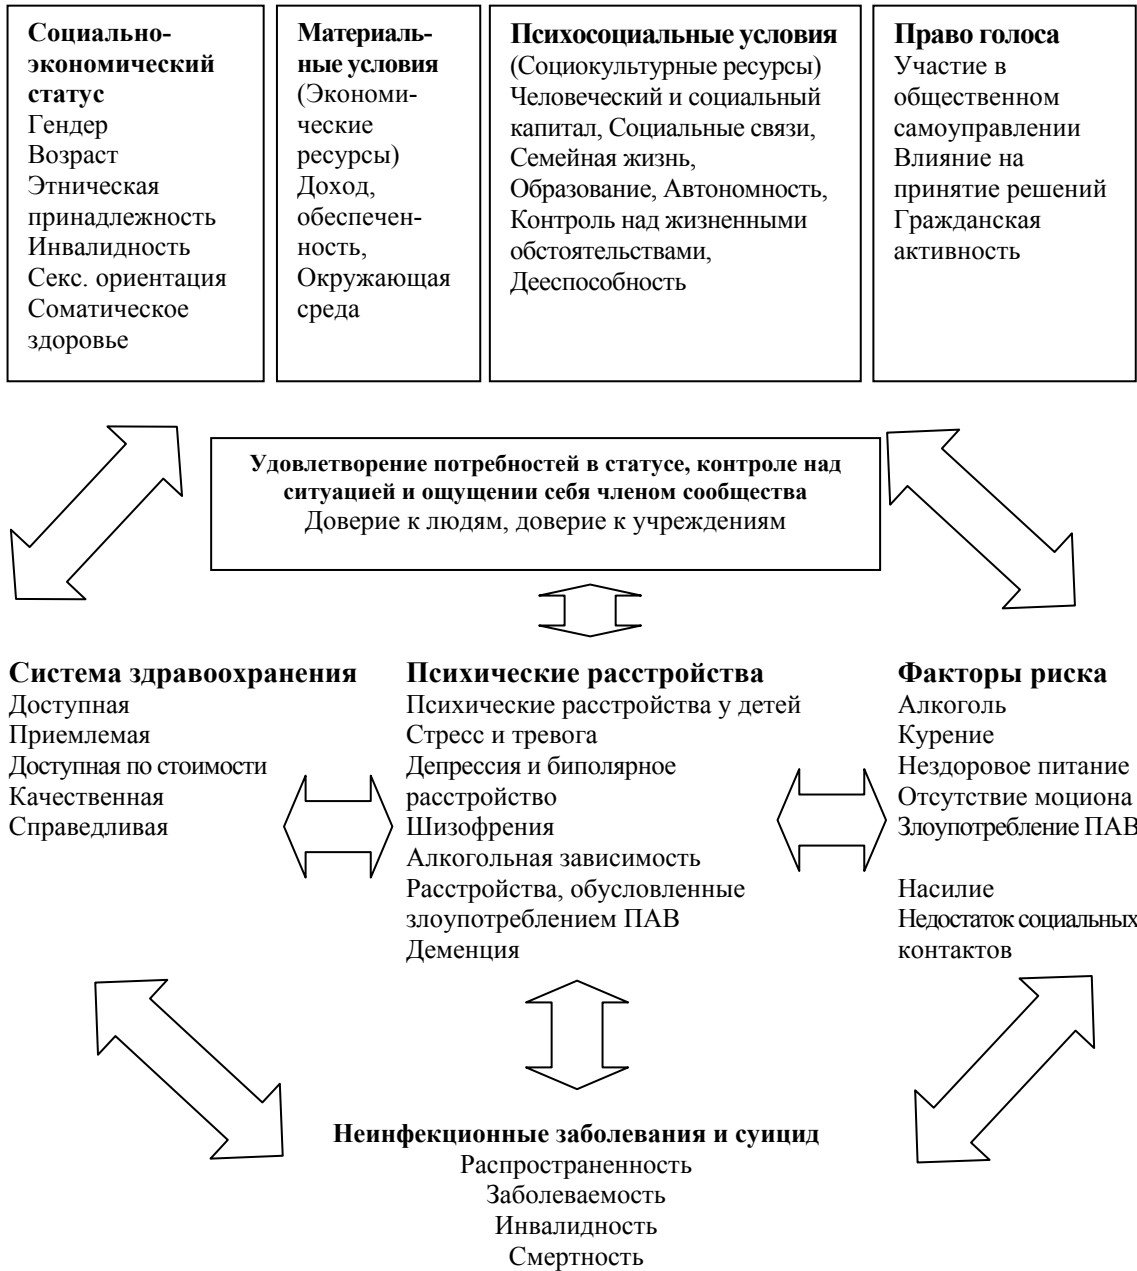 Социально-
экономический
статус
Гендер
Возраст
Этническая
принадлежность
Инвалидность
Секс. ориентация
Соматическое
здоровье
Материаль-
ные условия
(Экономи-
ческие
ресурсы)
Доход,
обеспечен-
ность,
Окружающая
среда
Психосоциальные условия
(Социокультурные ресурсы)
Человеческий и социальный
капитал, Социальные связи,
Семейная жизнь,
Образование, Автономность,
Контроль над жизненными
обстоятельствами,
Дееспособность
Право голоса
Участие в
общественном
самоуправлении
Влияние на
принятие решений
Гражданская
активность
Удовлетворение потребностей в статусе, контроле над
ситуацией и ощущении себя членом сообщества
Доверие к людям, доверие к учреждениям
Система здравоохранения
Доступная
Приемлемая
Доступная по стоимости
Качественная
Справедливая
Психические расстройства
Психические расстройства у детей
Стресс и тревога
Депрессия и биполярное
расстройство
Шизофрения
Алкогольная зависимость
Расстройства, обусловленные
злоупотреблением ПАВ
Деменция
Факторы риска
Алкоголь
Курение
Нездоровое питание
Отсутствие моциона
Злоупотребление ПАВ
Насилие
Недостаток социальных
контактов
Неинфекционные заболевания и суицид
Распространенность
Заболеваемость
Инвалидность
Смертность